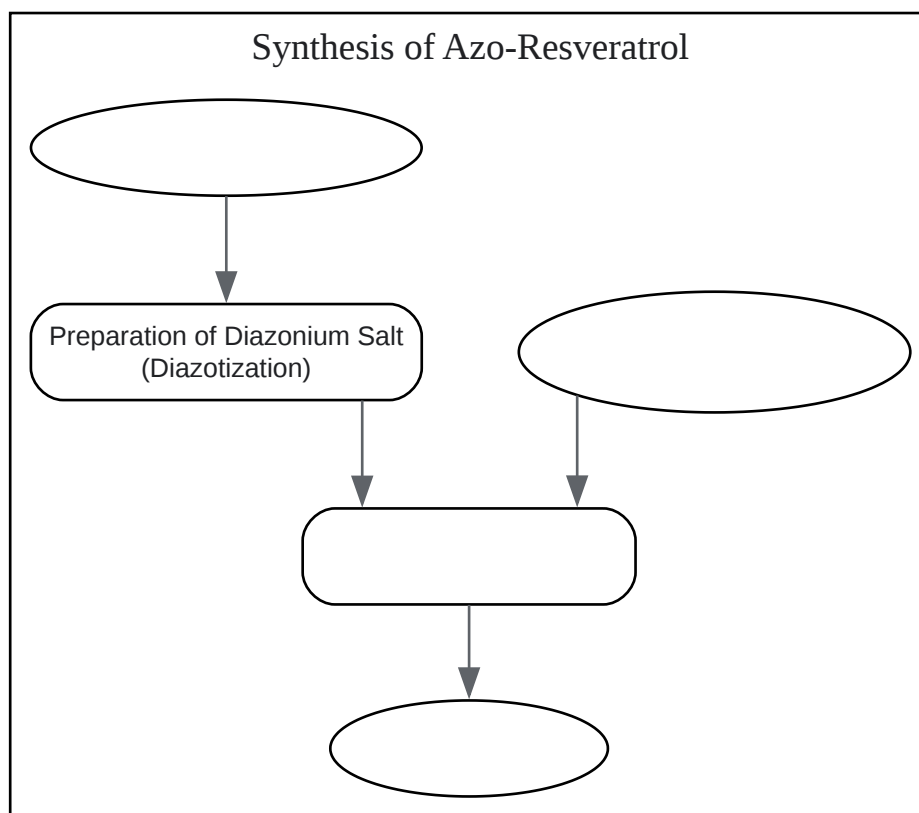 Synthesis of Azo-Resveratrol
Preparation of Diazonium Salt
(Diazotization)